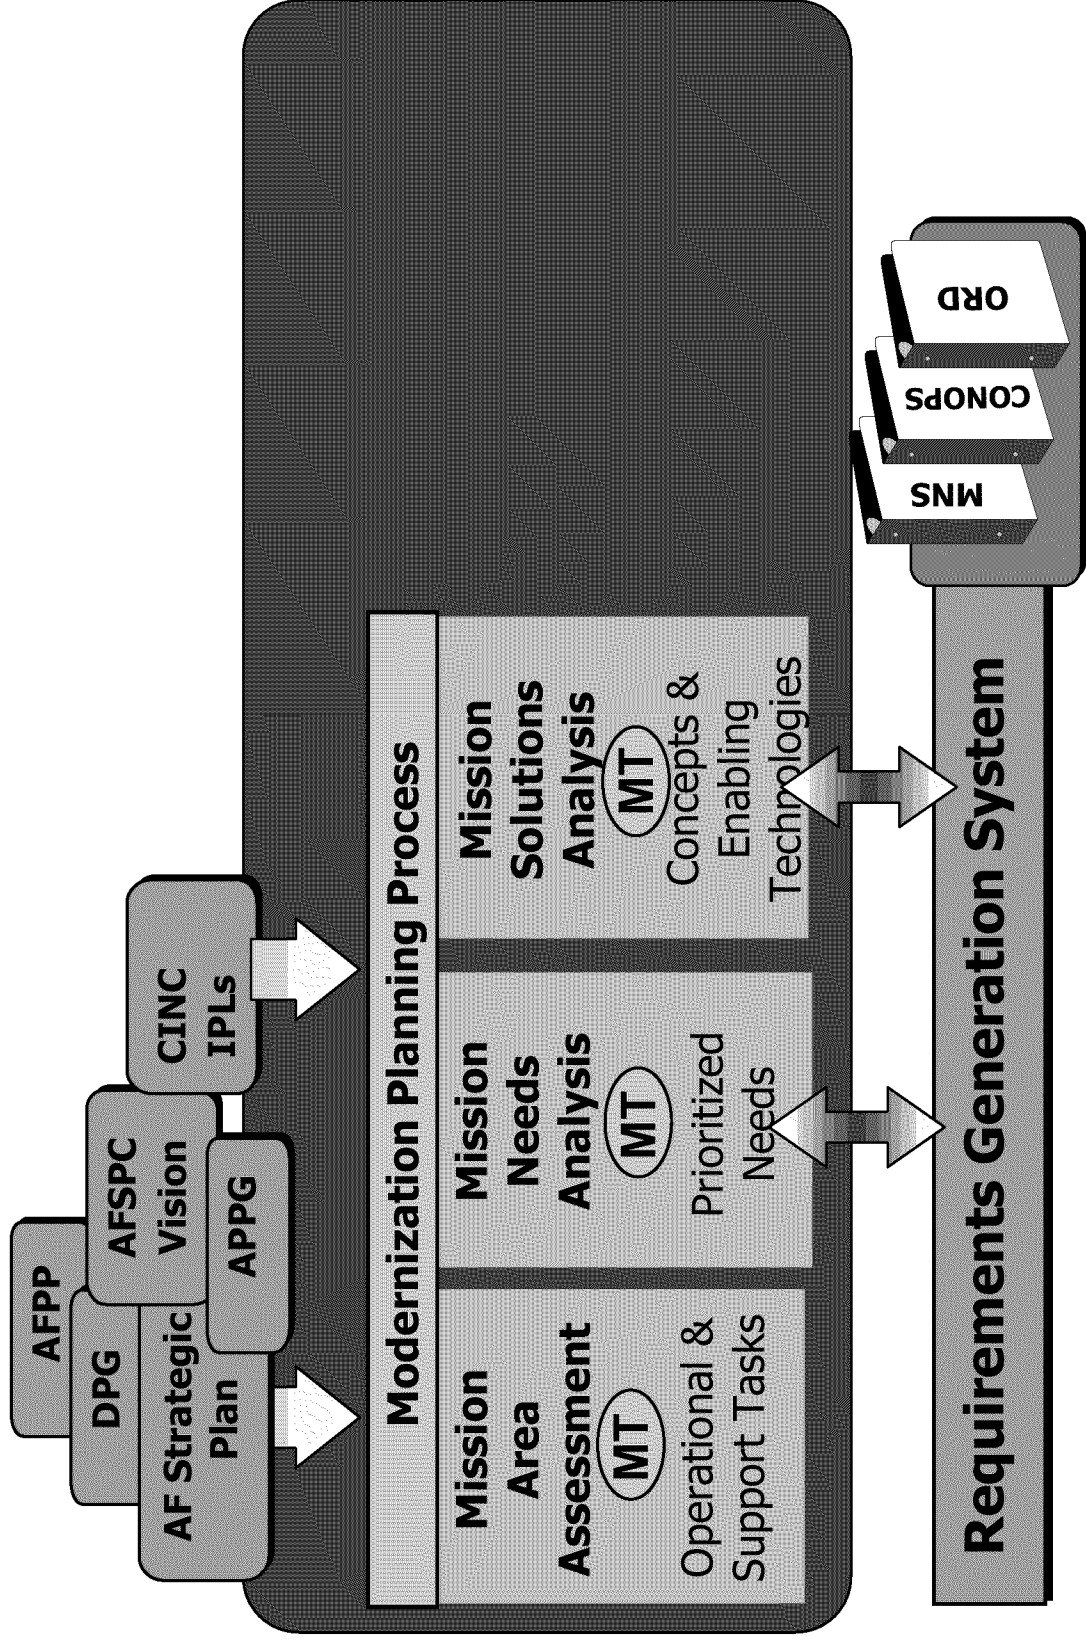 AFPP
DPG
AF Strategic
Plan
AFSPC
Vision
APPG
CINC
IPLs
Modernization Planning Process
Mission
Area
Assessment
MT
Operational &
Support Tasks
Mission
Needs
Analysis
MT
Prioritized
Needs
Mission
Solutions
Analysis
MT
Concepts &
Enabling
Technologies
Requirements Generation System
MNS
CONOPS
ORD